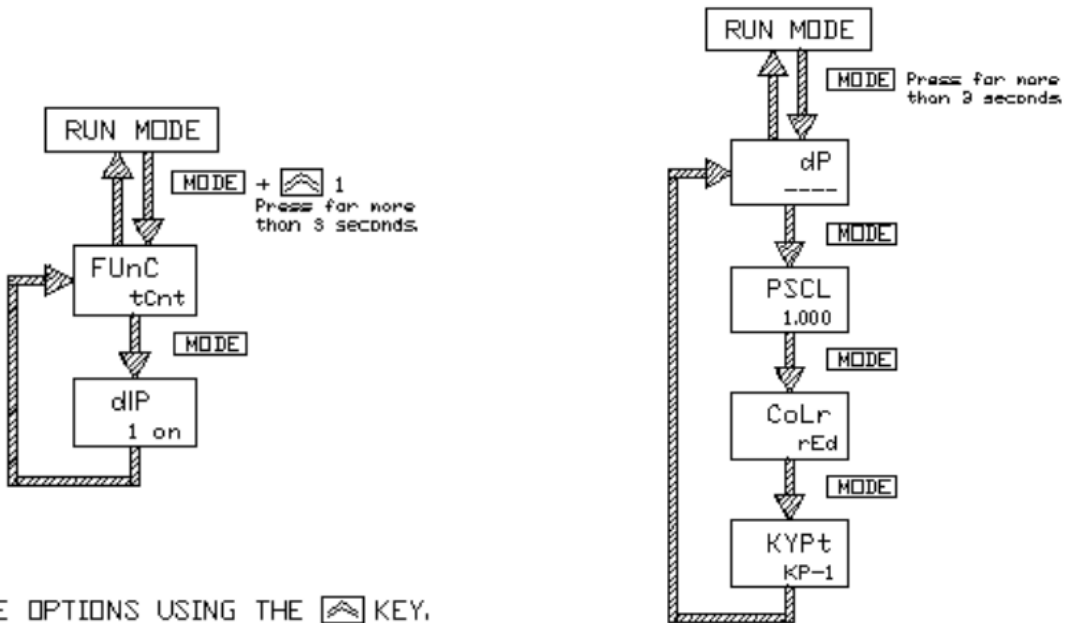 RUN MODE
MODE + 1
Press for more
than 3 seconds.
FUnC
tCnt
MODE
dIP
1 on
E OPTIONS USING THE KEY.
RUN MODE
MODE Press for more
than 3 seconds.
dP
----
MODE
PSCL
1.000
MODE
CoLr
rEd
MODE
KYPt
KP-1